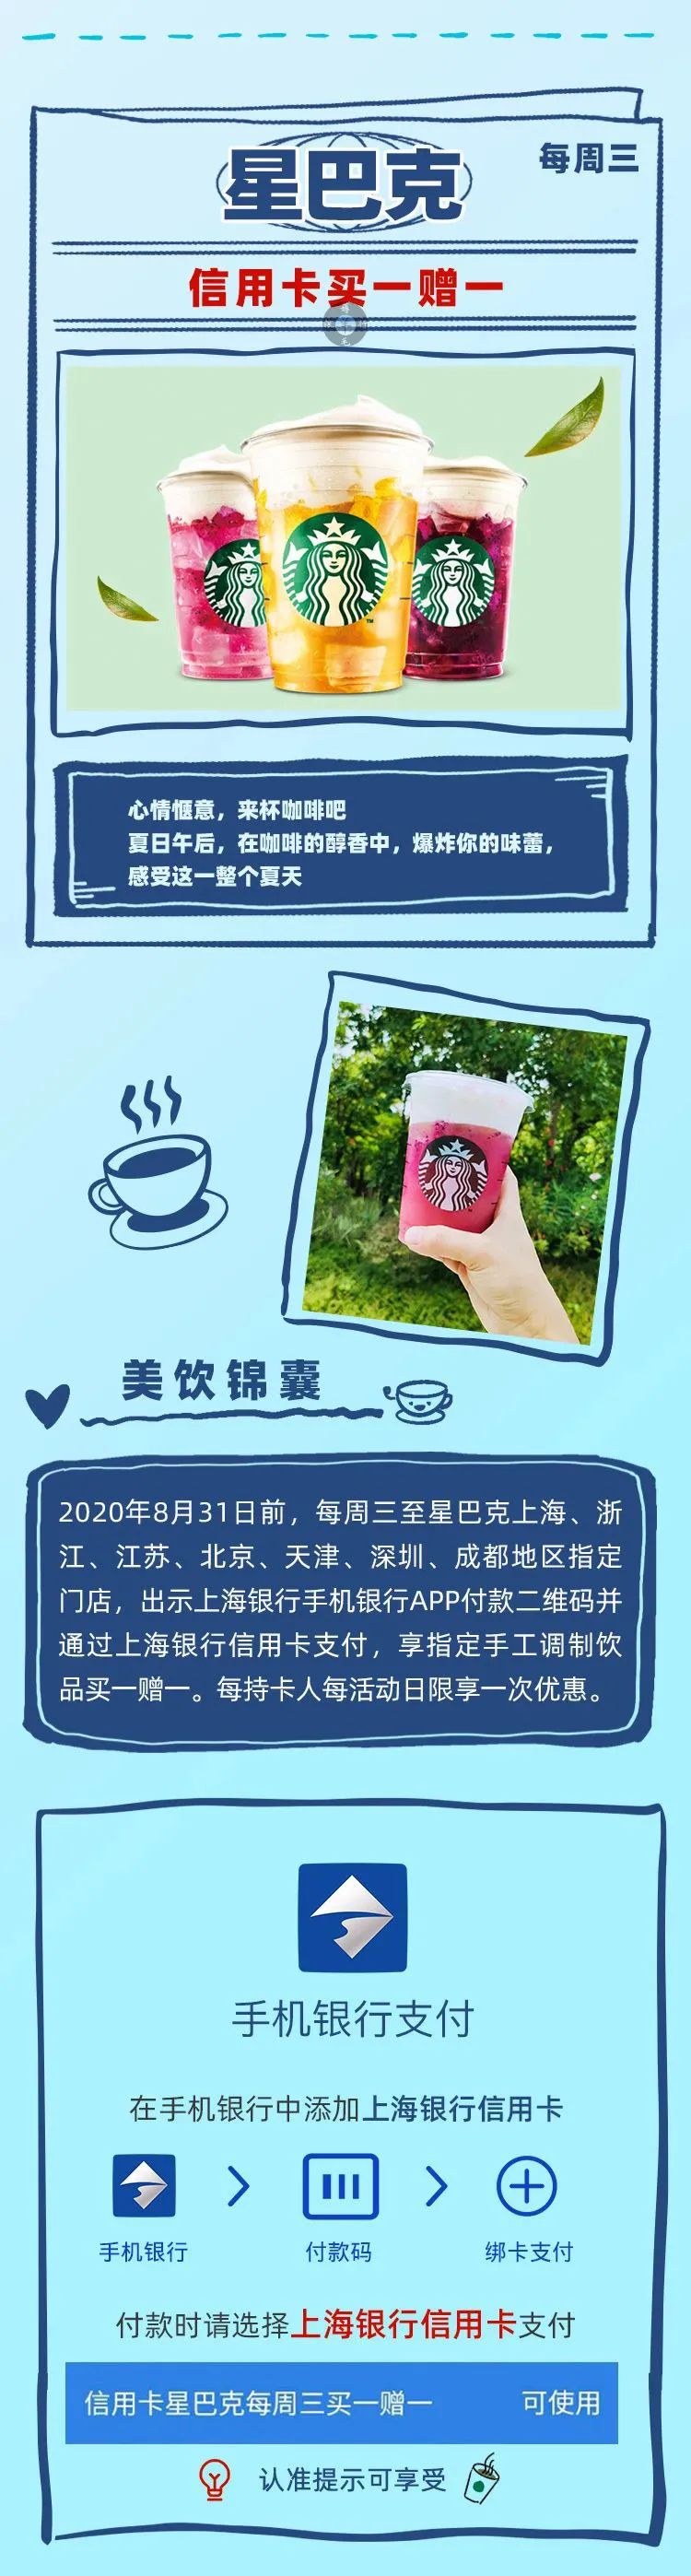 每周三
星巴克
信用卡买一赠一
心情惬意，来杯咖啡吧
夏日午后，在咖啡的醇香中，爆炸你的味蕾，
感受这一整个夏天
美饮锦囊
2020年8月31日前，每周三至星巴克上海、浙
江、江苏、北京、天津、深圳、成都地区指定
门店，出示上海银行手机银行APP付款二维码并
通过上海银行信用卡支付，享指定手工调制饮
品买一赠一。每持卡人每活动日限享一次优惠。
手机银行支付
在手机银行中添加上海银行信用卡
手机银行 付款码 绑卡支付
付款时请选择上海银行信用卡支付
信用卡星巴克每周三买一赠一 可使用
认准提示可享受